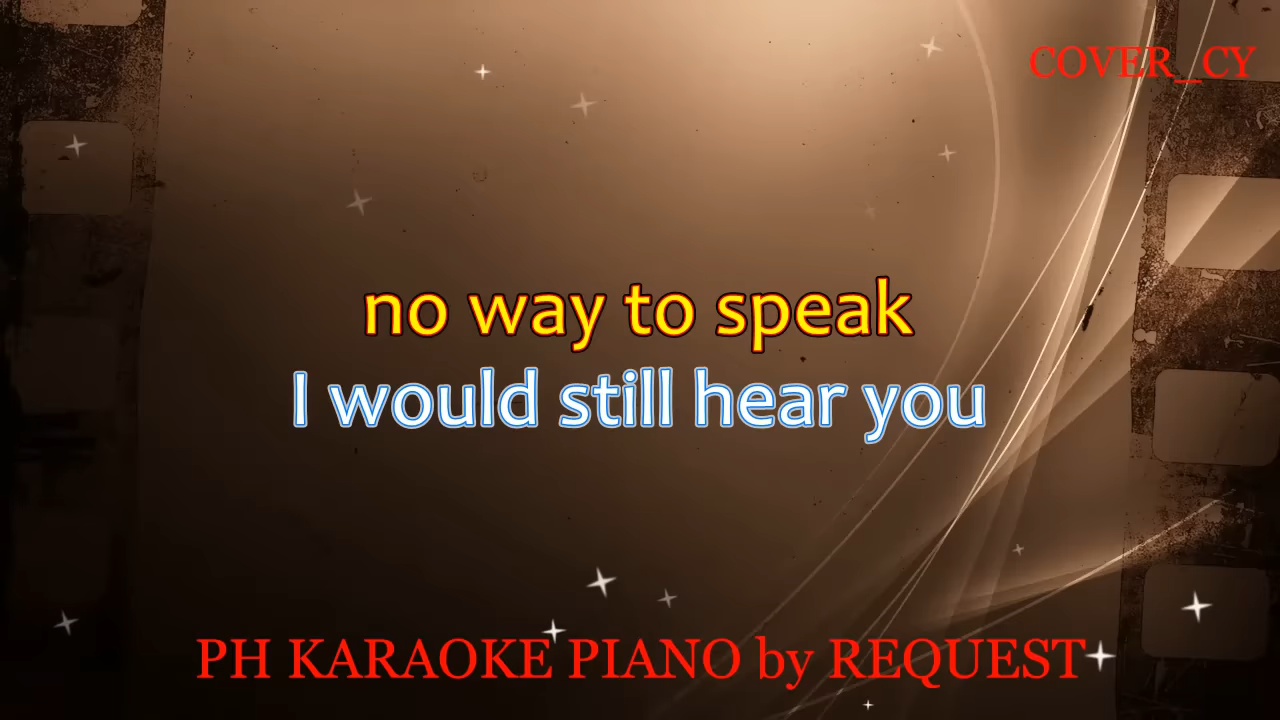 COVER_CY
no way to speak
I would still hear you
PH KARAOKE PIANO by REQUEST